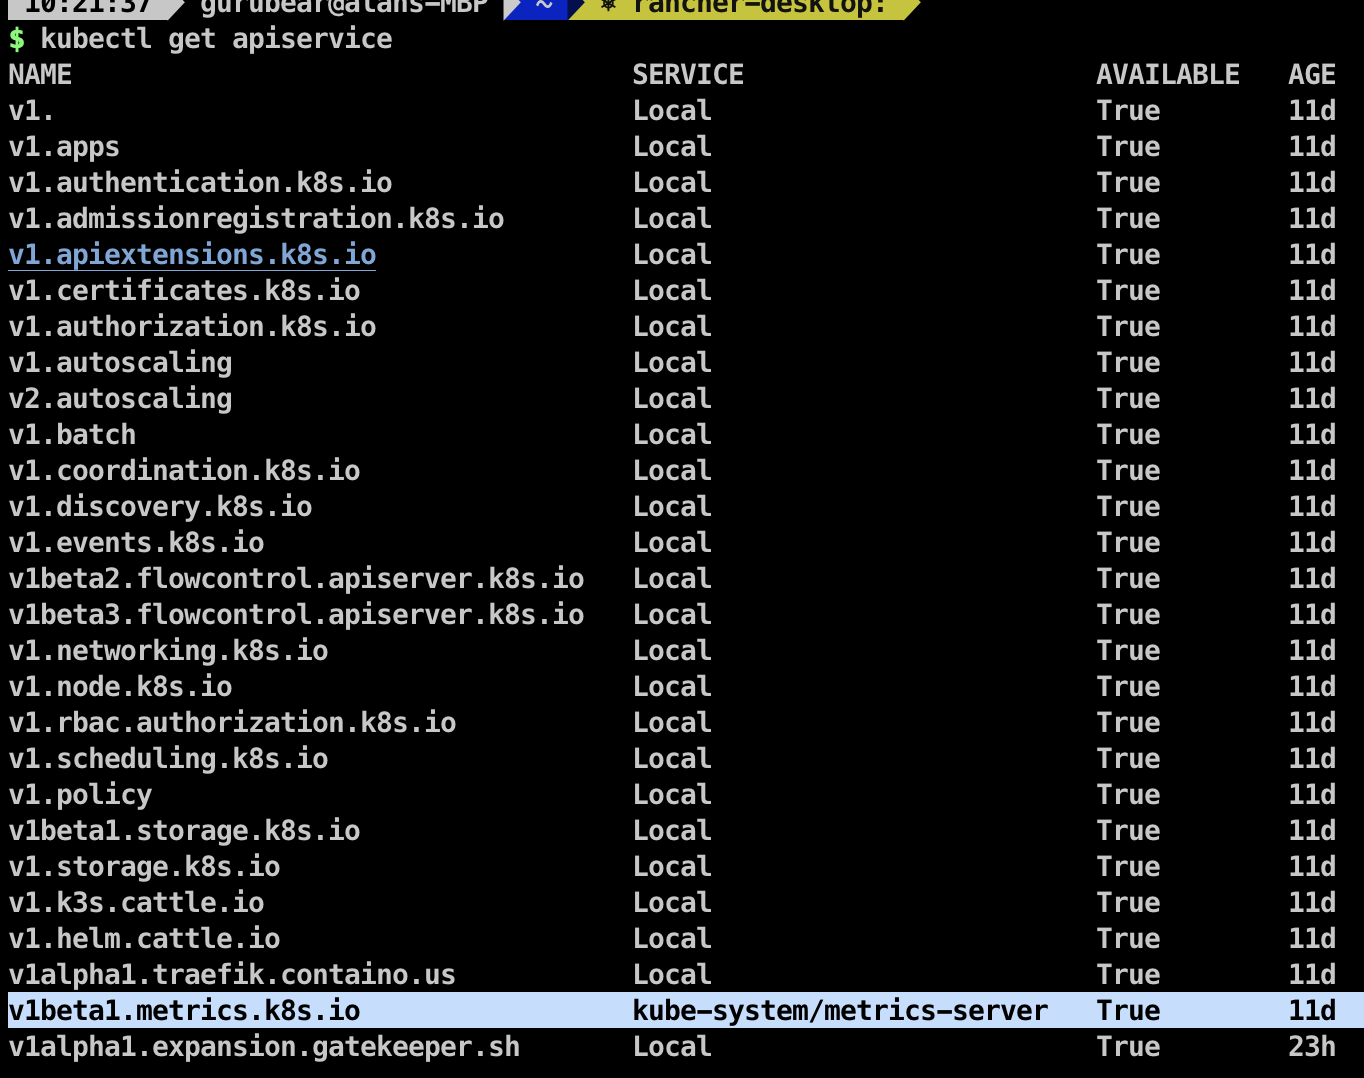 10:21:37 gurubear@alans-MBP ~ ⎈ rancher-desktop:
$ kubectl get apiservice
NAME SERVICE AVAILABLE AGE
v1. Local True 11d
v1.apps Local True 11d
v1.authentication.k8s.io Local True 11d
v1.admissionregistration.k8s.io Local True 11d
v1.apiextensions.k8s.io Local True 11d
v1.certificates.k8s.io Local True 11d
v1.authorization.k8s.io Local True 11d
v1.autoscaling Local True 11d
v2.autoscaling Local True 11d
v1.batch Local True 11d
v1.coordination.k8s.io Local True 11d
v1.discovery.k8s.io Local True 11d
v1.events.k8s.io Local True 11d
v1beta2.flowcontrol.apiserver.k8s.io Local True 11d
v1beta3.flowcontrol.apiserver.k8s.io Local True 11d
v1.networking.k8s.io Local True 11d
v1.node.k8s.io Local True 11d
v1.rbac.authorization.k8s.io Local True 11d
v1.scheduling.k8s.io Local True 11d
v1.policy Local True 11d
v1beta1.storage.k8s.io Local True 11d
v1.storage.k8s.io Local True 11d
v1.k3s.cattle.io Local True 11d
v1.helm.cattle.io Local True 11d
v1alpha1.traefik.containo.us Local True 11d
v1beta1.metrics.k8s.io kube-system/metrics-server True 11d
v1alpha1.expansion.gatekeeper.sh Local True 23h